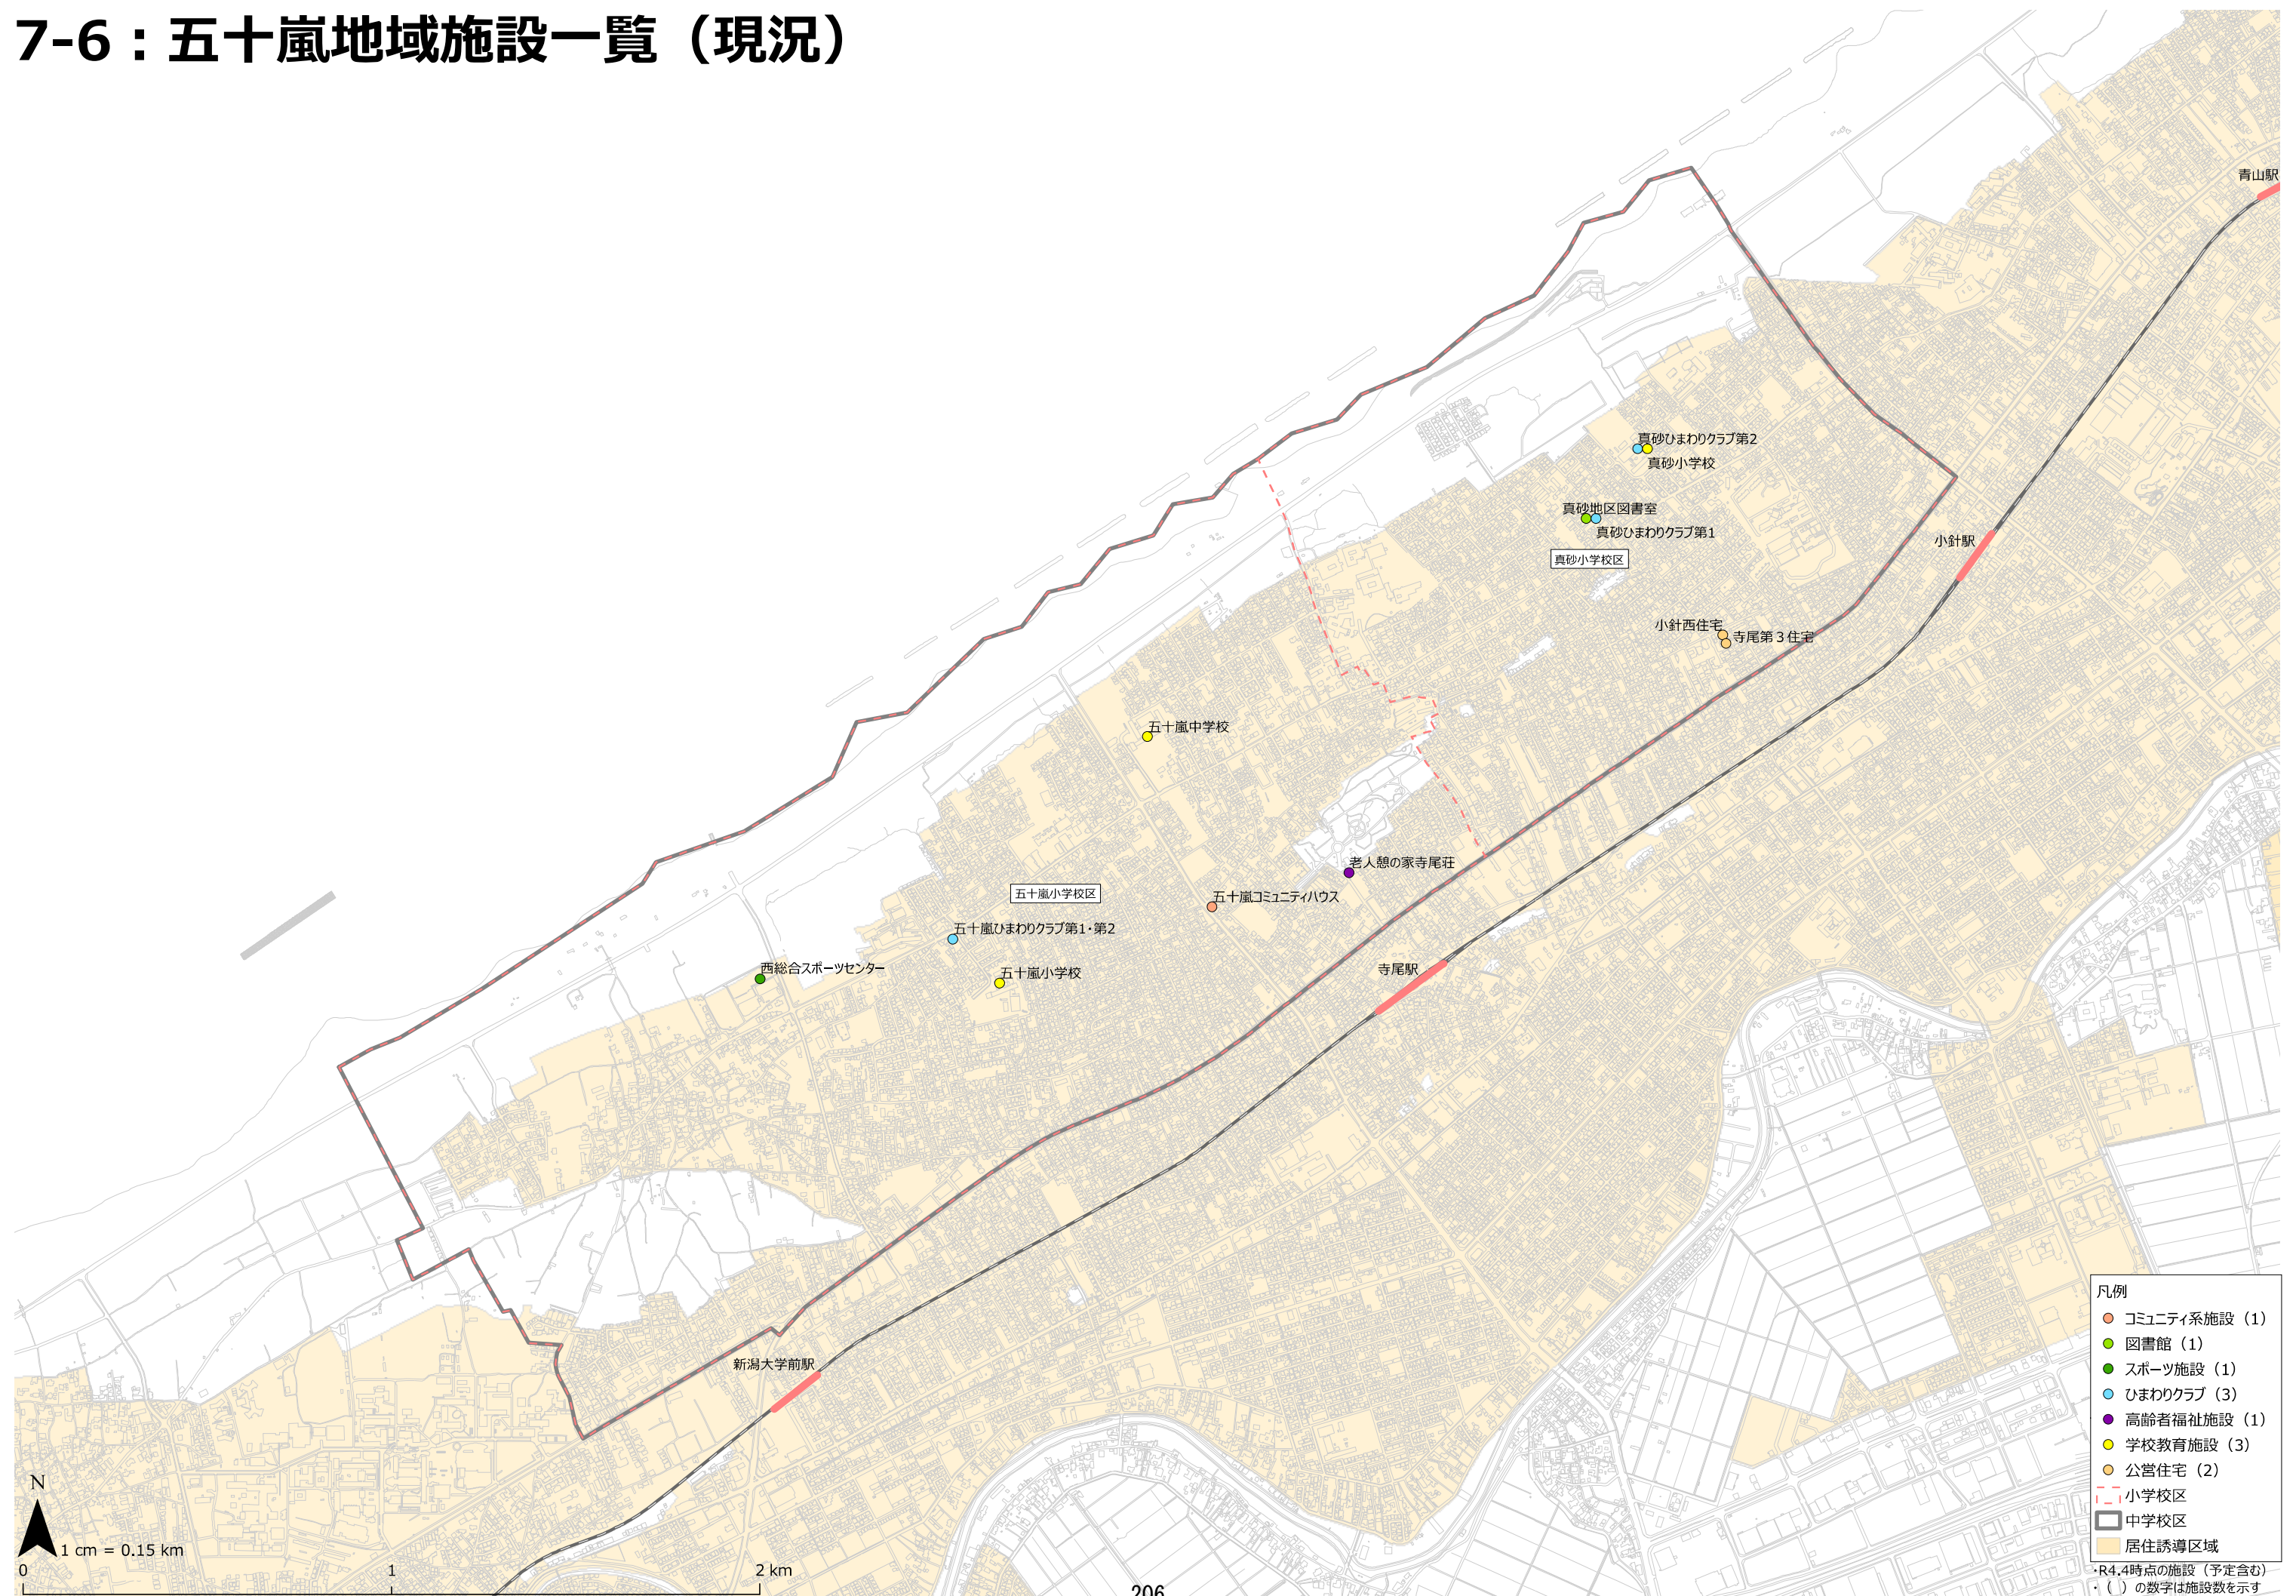 7-6：五十嵐地域施設一覧（現況）
青山駅
真砂ひまわりクラブ第2
真砂小学校
真砂地区図書室
真砂ひまわりクラブ第1
小針駅
真砂小学校区
小針西住宅
寺尾第３住宅
五十嵐中学校
老人憩の家寺尾荘
五十嵐小学校区
五十嵐コミュニティハウス
五十嵐ひまわりクラブ第1・第2
西総合スポーツセンター
五十嵐小学校
寺尾駅
新潟大学前駅
凡例
コミュニティ系施設（1）
図書館（1）
スポーツ施設（1）
ひまわりクラブ（3）
高齢者福祉施設（1）
学校教育施設（3）
公営住宅（2）
小学校区
中学校区
居住誘導区域
・R4.4時点の施設（予定含む）
・（ ）の数字は施設数を示す
N
1 cm = 0.15 km
0 1 2 km
206